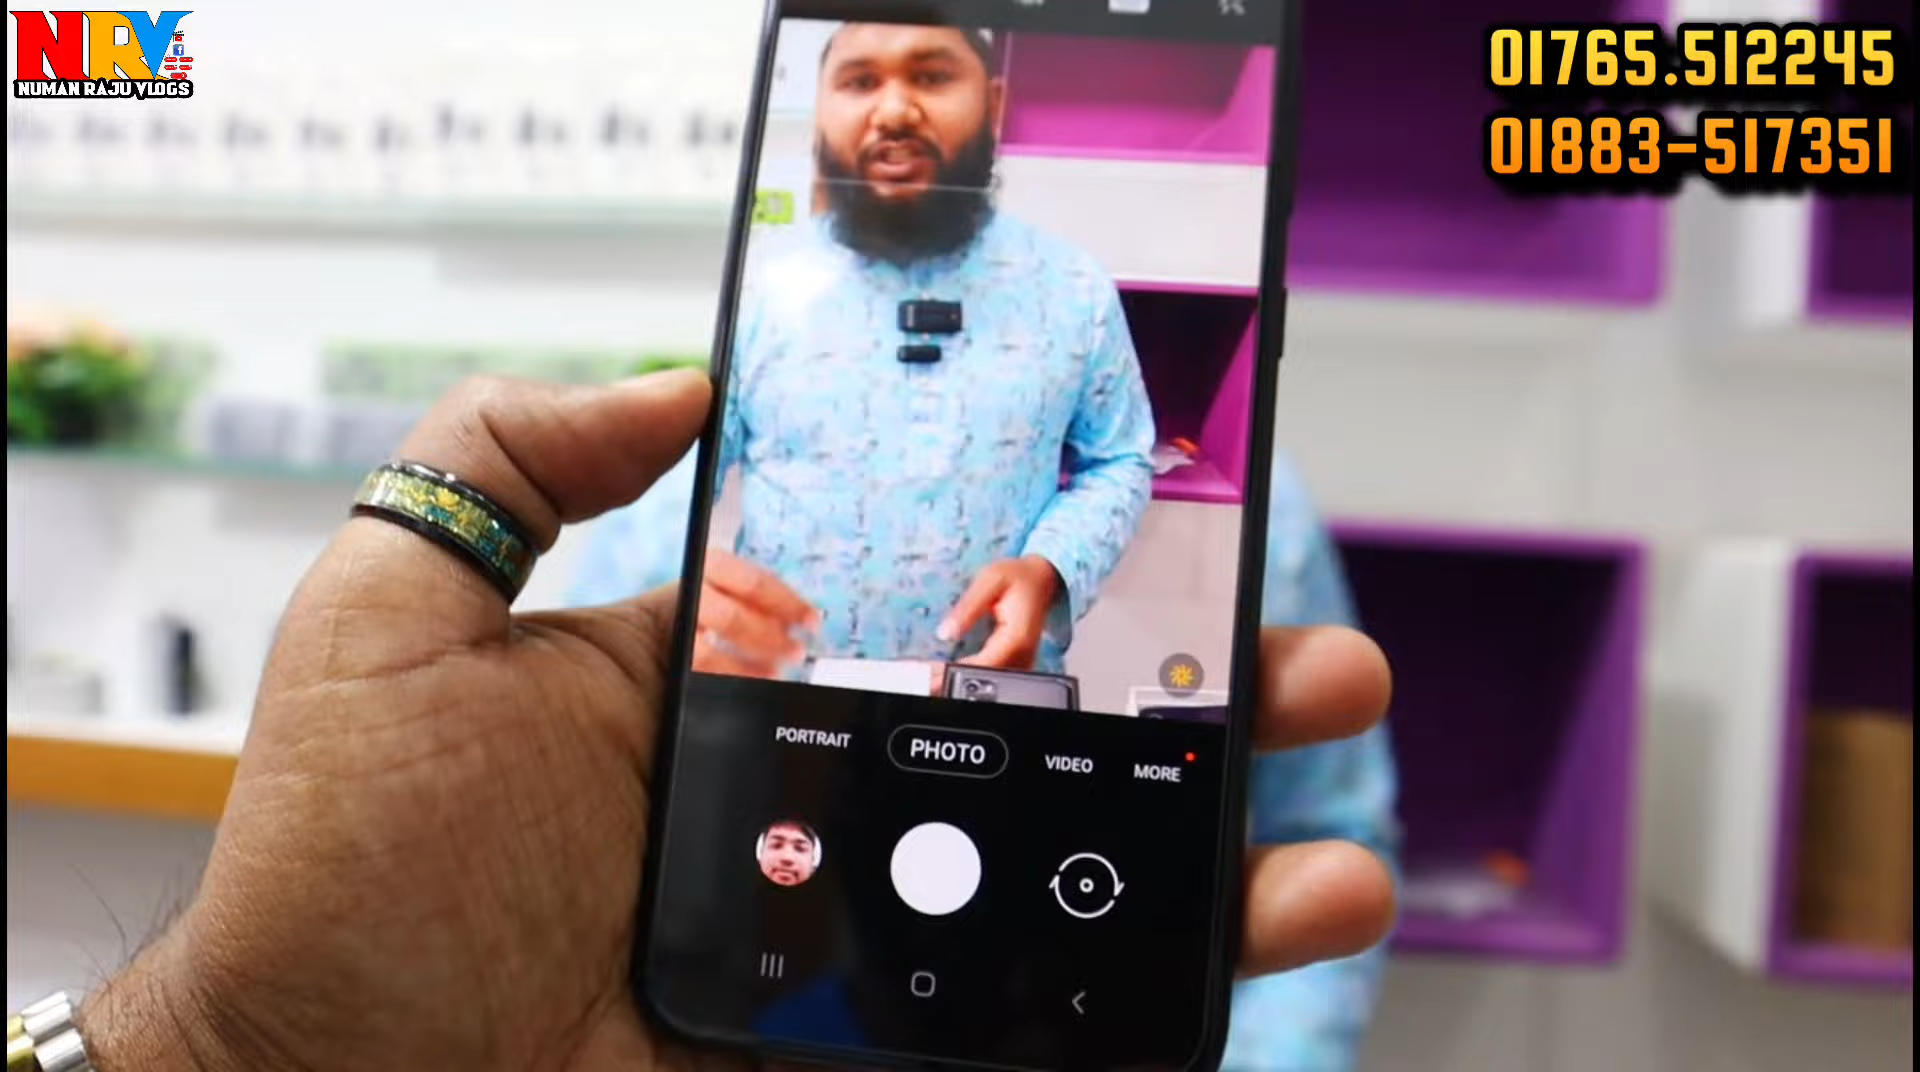 NRV
NUMAN RAJU VLOGS
01765.512245
01883-517351
PORTRAIT
PHOTO
VIDEO
MORE